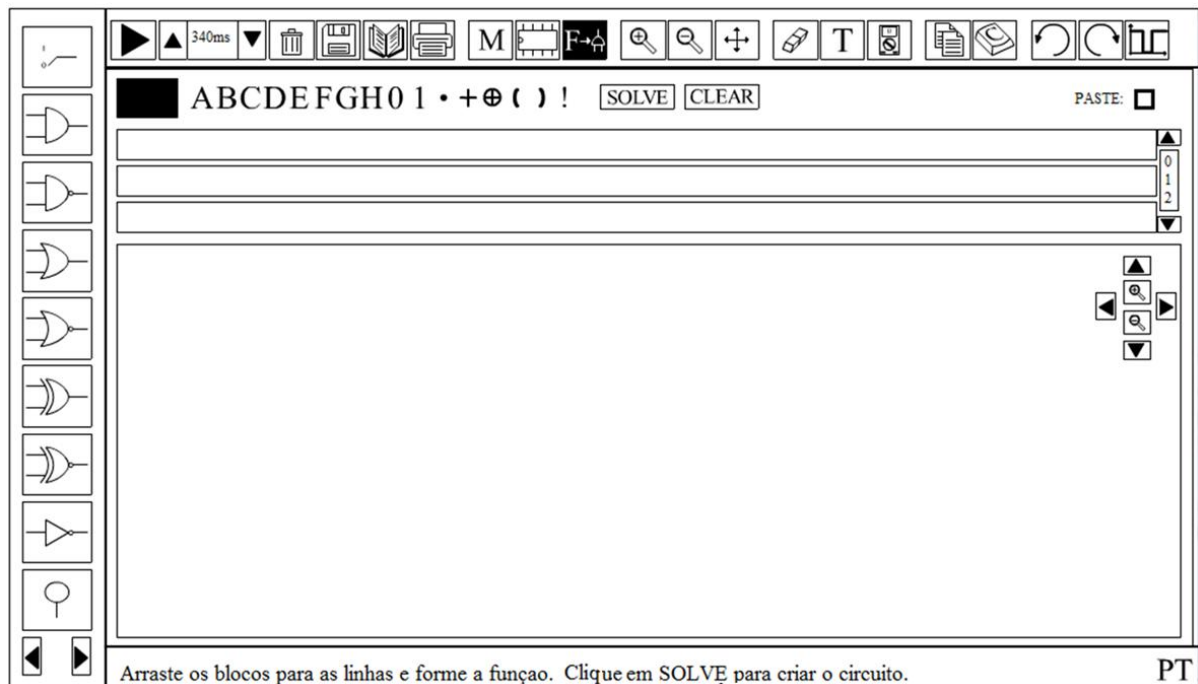 340ms M F T
ABCDEFGH01·+⊕()! SOLVE CLEAR PASTE:
0
1
2
Arraste os blocos para as linhas e forme a funçao. Clique em SOLVE para criar o circuito. PT